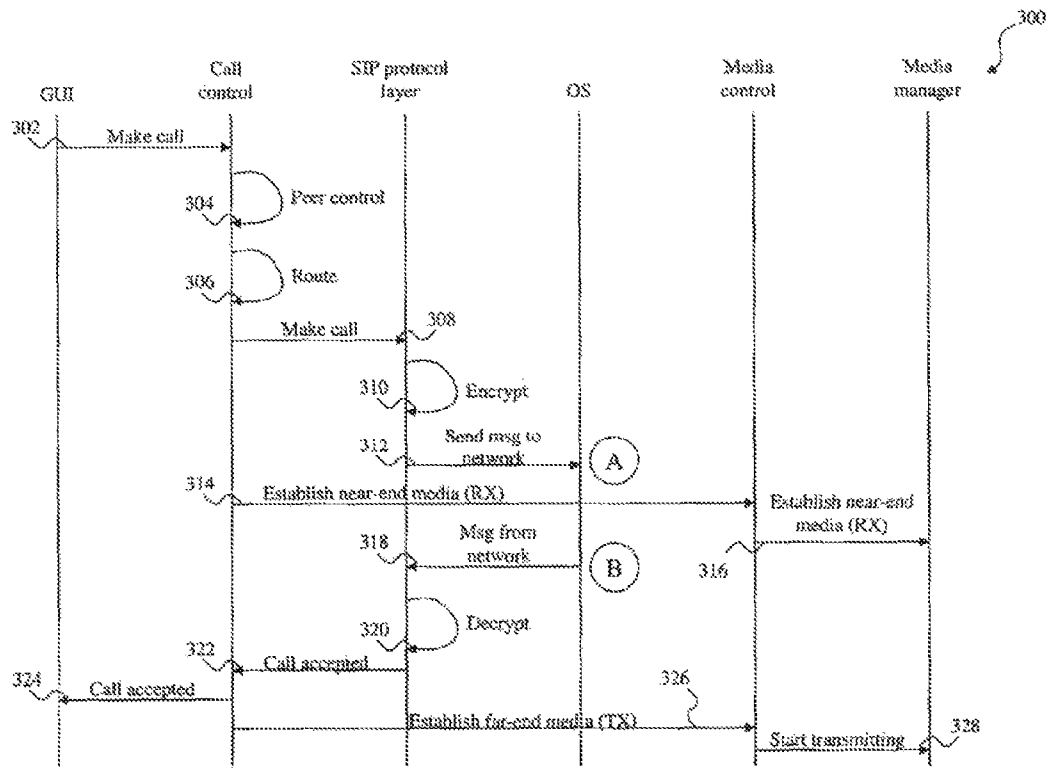 300
GUI
Call
control
SIP protocol
layer
OS
Media
control
Media
manager
302
Make call
304
Peer control
306
Route
Make call
308
310
Encrypt
312
Send msg to
network
A
314
Establish near-end media (RX)
Establish near-end
media (RX)
316
318
Msg from
network
B
320
Decrypt
322
Call accepted
324
Call accepted
326
Establish far-end media (TX)
Start transmitting
328